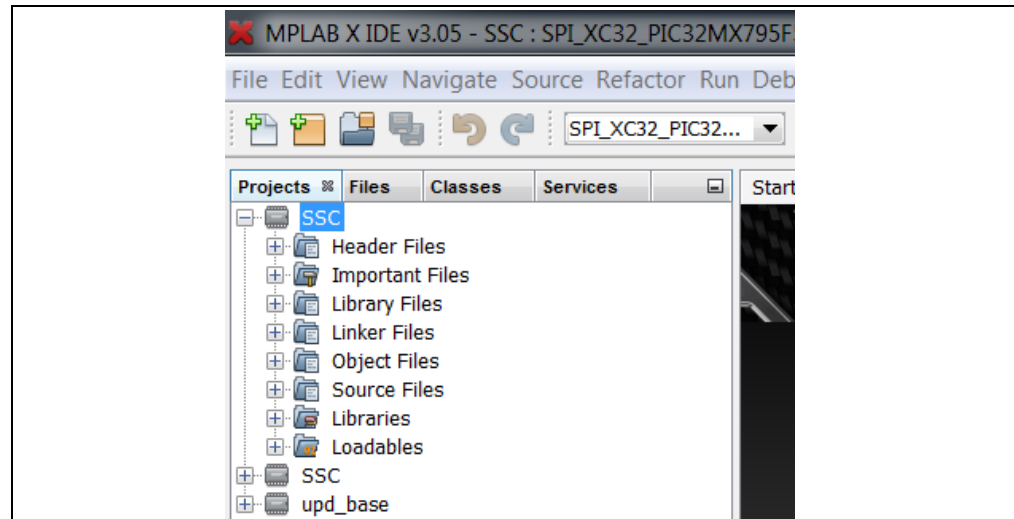 MPLAB X IDE v3.05 - SSC : SPI_XC32_PIC32MX795F
File Edit View Navigate Source Refactor Run Deb
SPI_XC32_PIC32...
Projects Files Classes Services Start
SSC
Header Files
Important Files
Library Files
Linker Files
Object Files
Source Files
Libraries
Loadables
SSC
upd_base